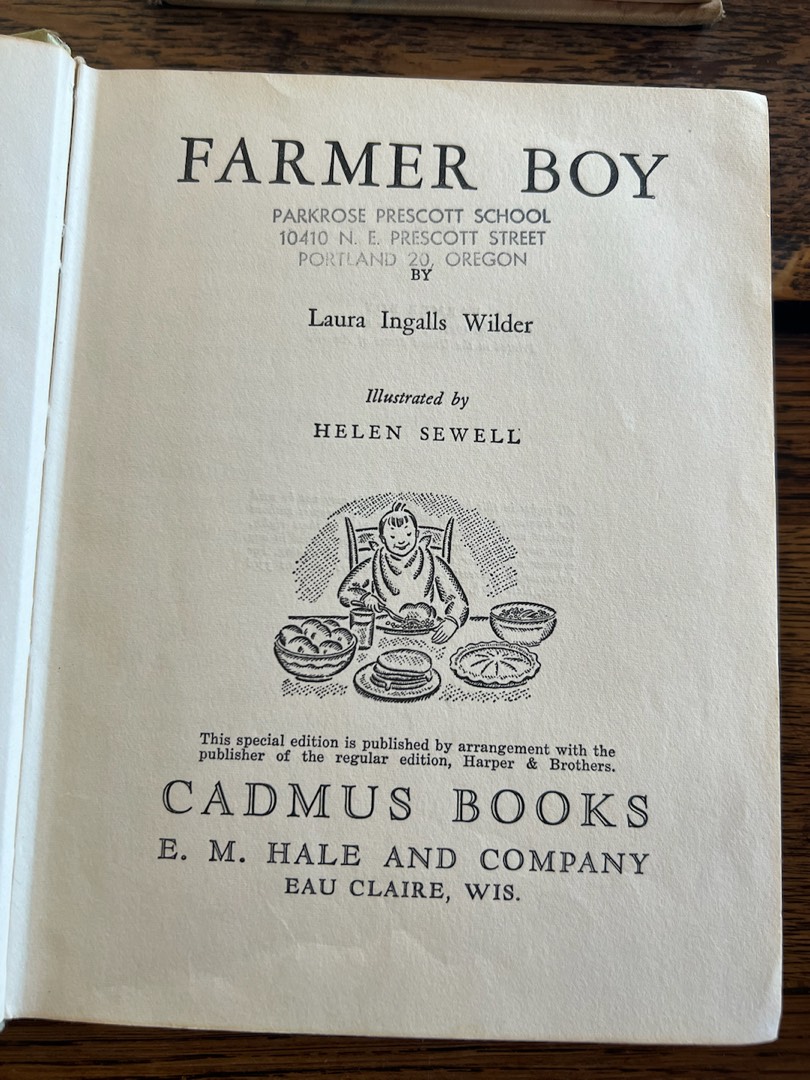 FARMER BOY
PARKROSE PRESCOTT SCHOOL
10410 N. E. PRESCOTT STREET
PORTLAND 20, OREGON
BY
Laura Ingalls Wilder
Illustrated by
HELEN SEWELL
This special edition is published by arrangement with the
publisher of the regular edition, Harper & Brothers.
CADMUS BOOKS
E. M. HALE AND COMPANY
EAU CLAIRE, WIS.